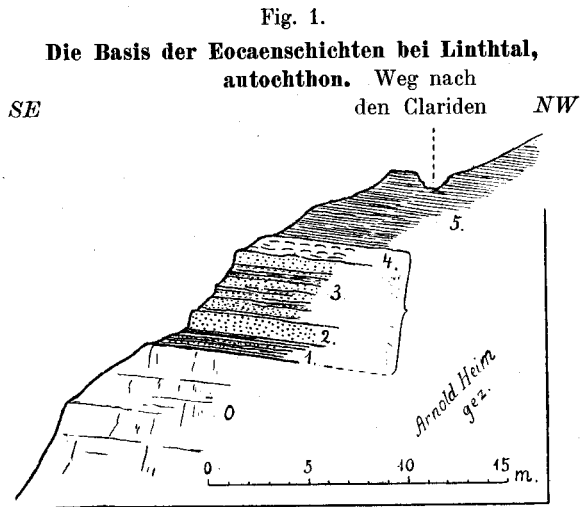 Fig. 1.
Die Basis der Eocaenschichten bei Linthtal,
autochthon. Weg nach
SE den Clariden NW
5.
4.
3
2.
1.
0
Arnold Heim
gez.
0 5 10 15 m.